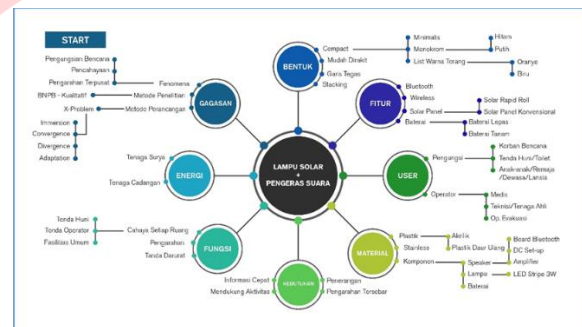 START
Pengungsian Bencana
Pencahayaan
Pengarahan Terpusat
Fenomena
BNPB - Kualitatif
Metode Penelitian
X-Problem
Metode Perancangan
Immersion
Convergence
Divergence
Adaptation
GAGASAN
BENTUK
Compact
Minimalis
Monokrom
Hitam
Putih
List Warna Terang
Oranye
Biru
Mudah Dirakit
Garis Tegas
Stacking
FITUR
Bluetooth
Wireless
Solar Panel
Solar Rapid Roll
Solar Panel Konvensional
Baterai
Baterai Lepas
Baterai Tanam
ENERGI
Tenaga Surya
Tenaga Cadangan
LAMPU SOLAR
+
PENGERAS SUARA
USER
Pengungsi
Korban Bencana
Tenda Huni/Toilet
Anak-anak/Remaja
/Dewasa/Lansia
Operator
Medis
Teknisi/Tenaga Ahli
Op. Evakuasi
FUNGSI
Tenda Huni
Tenda Operator
Fasilitas Umum
Cahaya Setiap Ruang
Pengarahan
Tanda Darurat
MATERIAL
Plastik
Akrilik
Plastik Daur Ulang
Stainless
Komponen
Speaker
Board Bluetooth
DC Set-up
Amplifier
Lampu
LED Stripe 3W
Baterai
KEBUTUHAN
Informasi Cepat
Mendukung Aktivitas
Penerangan
Pengarahan Tersebar